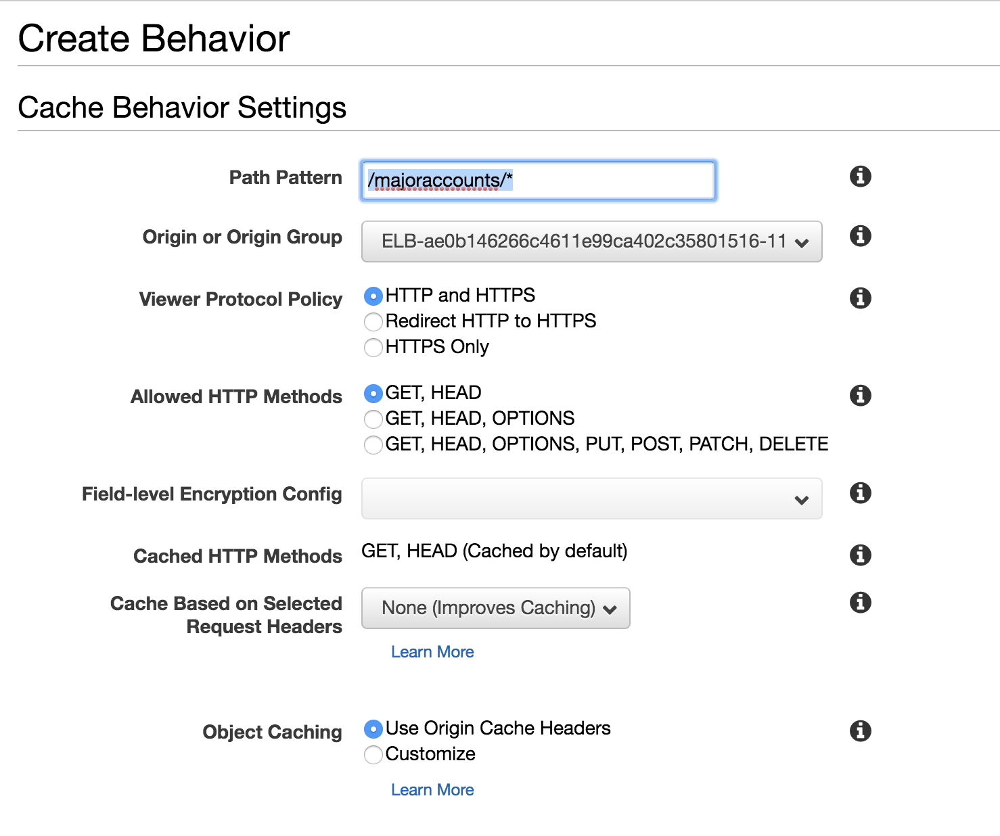 Create Behavior
Cache Behavior Settings
Path Pattern
/majoraccounts/*
Origin or Origin Group
ELB-ae0b146266c4611e99ca402c35801516-11
Viewer Protocol Policy
HTTP and HTTPS
Redirect HTTP to HTTPS
HTTPS Only
Allowed HTTP Methods
GET, HEAD
GET, HEAD, OPTIONS
GET, HEAD, OPTIONS, PUT, POST, PATCH, DELETE
Field-level Encryption Config
Cached HTTP Methods
GET, HEAD (Cached by default)
Cache Based on Selected
Request Headers
None (Improves Caching)
Learn More
Object Caching
Use Origin Cache Headers
Customize
Learn More